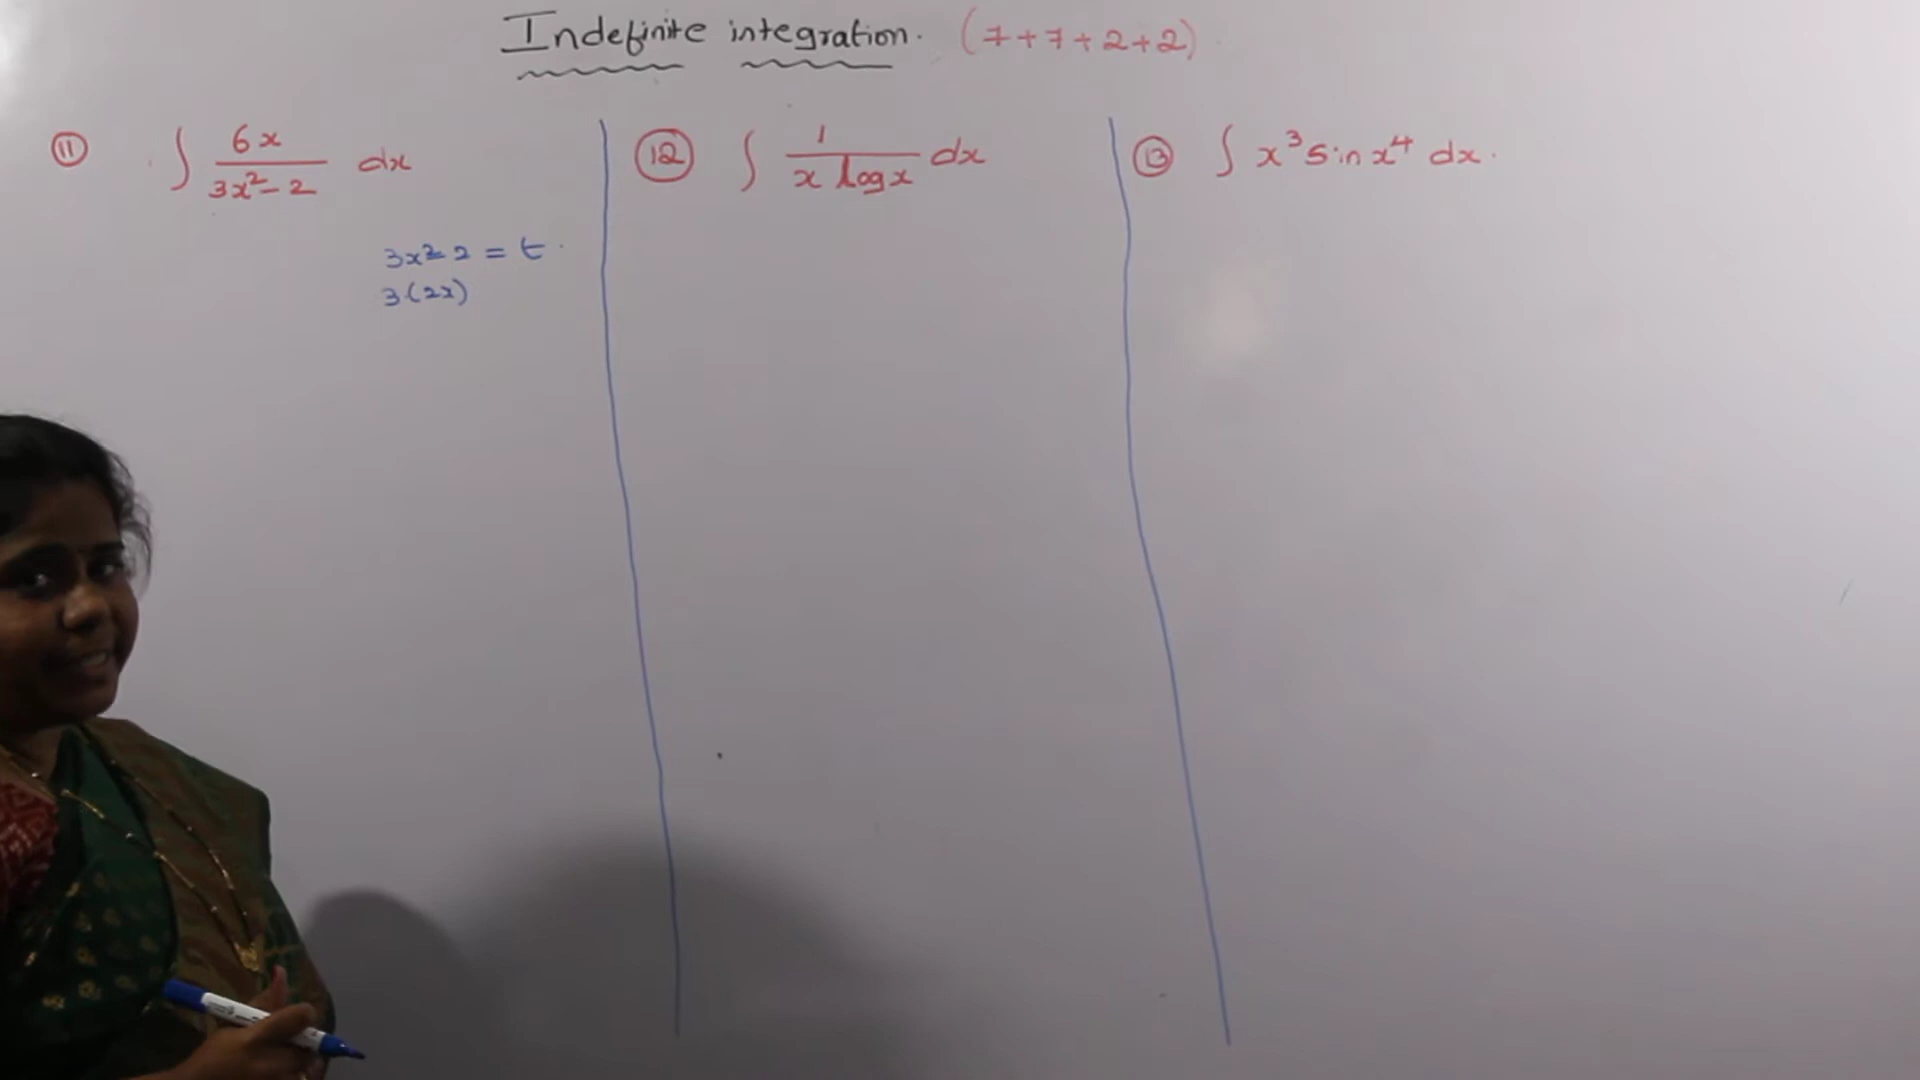 Indefinite integration. (7+7+2+2)
⑪ ∫ 6x / (3x² - 2) dx
3x² - 2 = t
3(2x)
⑫ ∫ 1 / (x log x) dx
⑬ ∫ x³ sin x⁴ dx.